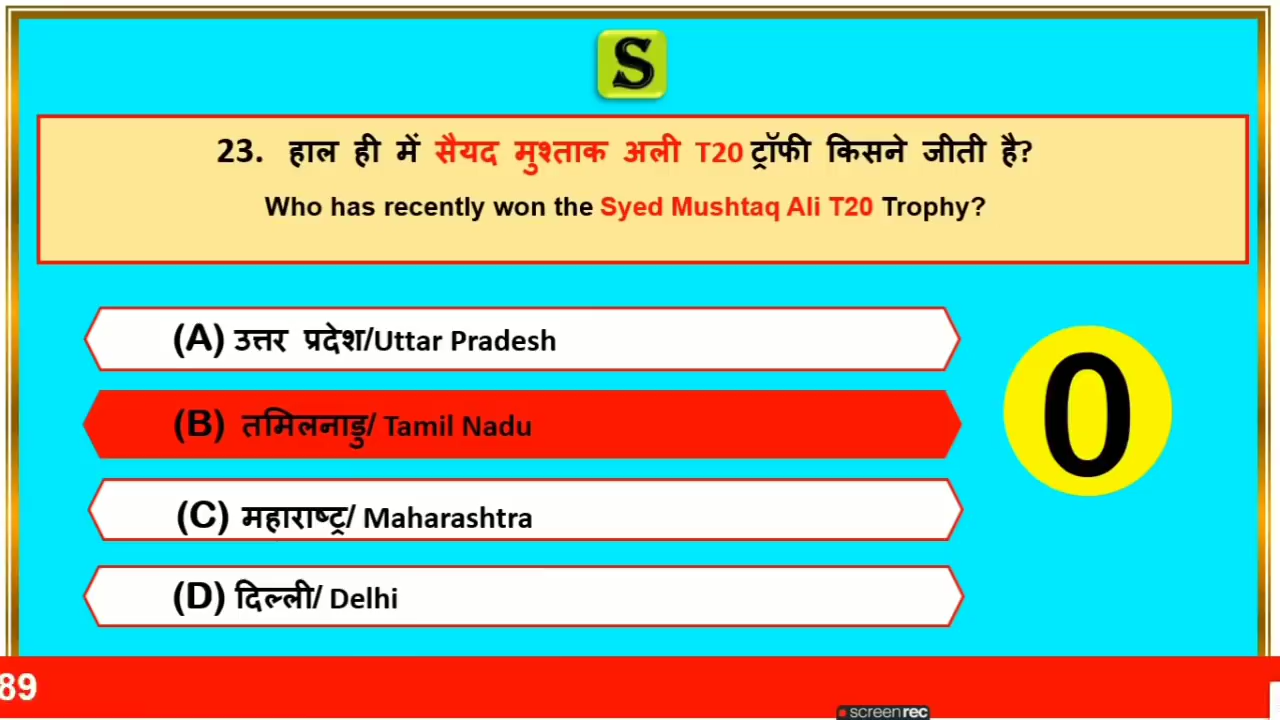 S
23. हाल ही में सैयद मुश्ताक अली T20 ट्रॉफी किसने जीती है?
Who has recently won the Syed Mushtaq Ali T20 Trophy?
(A) उत्तर प्रदेश/Uttar Pradesh
(B) तमिलनाडु/ Tamil Nadu
0
(C) महाराष्ट्र/ Maharashtra
(D) दिल्ली/ Delhi
89
screenrec